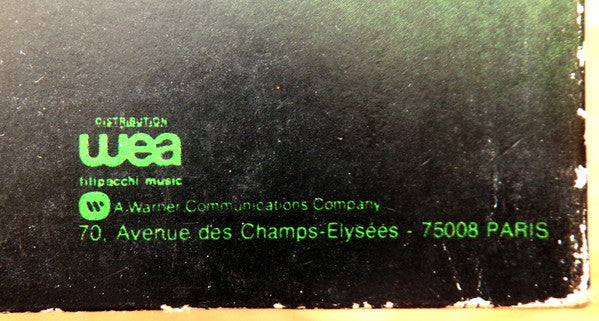 DISTRIBUTION
wea
filipacchi music
W A Warner Communications Company
70, Avenue des Champs-Elysées - 75008 PARIS